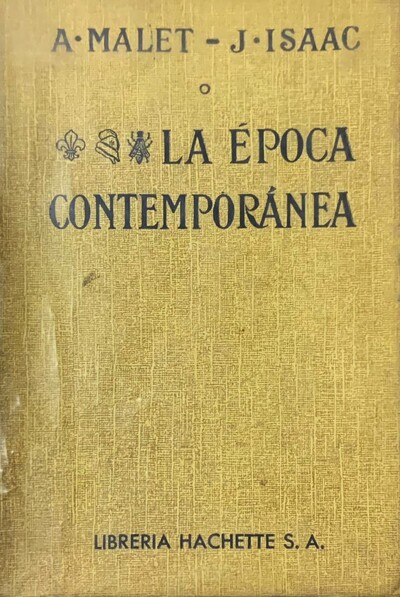 A·MALET - J·ISAAC
LA ÉPOCA
CONTEMPORÁNEA
LIBRERIA HACHETTE S. A.